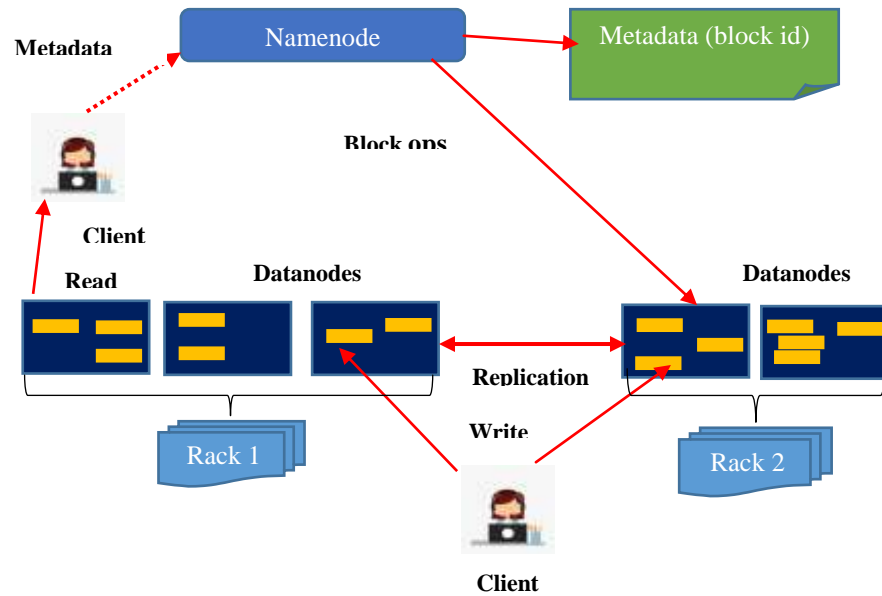 Namenode
Metadata (block id)
Metadata
Block ops
Client
Read
Datanodes
Datanodes
Replication
Write
Rack 1
Rack 2
Client